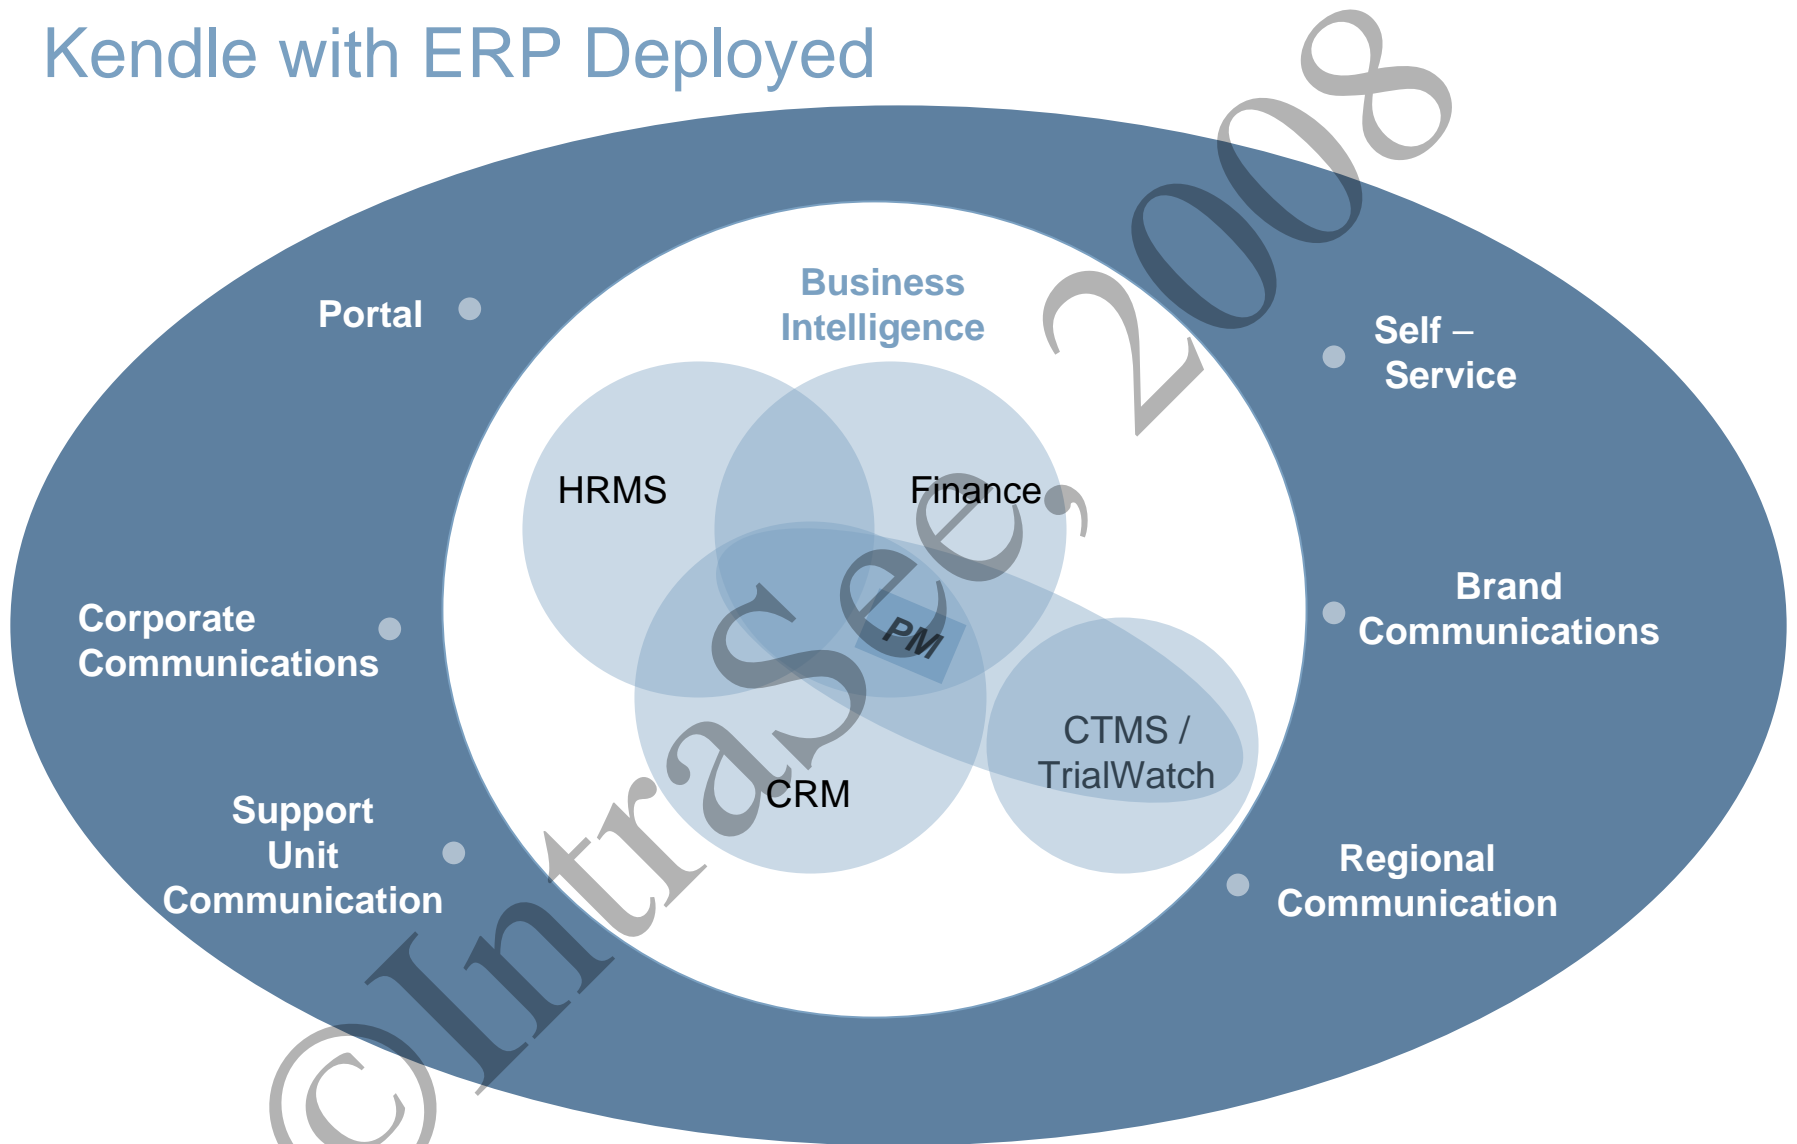 Kendle with ERP Deployed
Business
Intelligence
Portal
Self –
Service
HRMS
Finance
Corporate
Communications
Brand
Communications
PM
CTMS /
TrialWatch
CRM
Support
Unit
Communication
Regional
Communication
©IntraSee, 2008